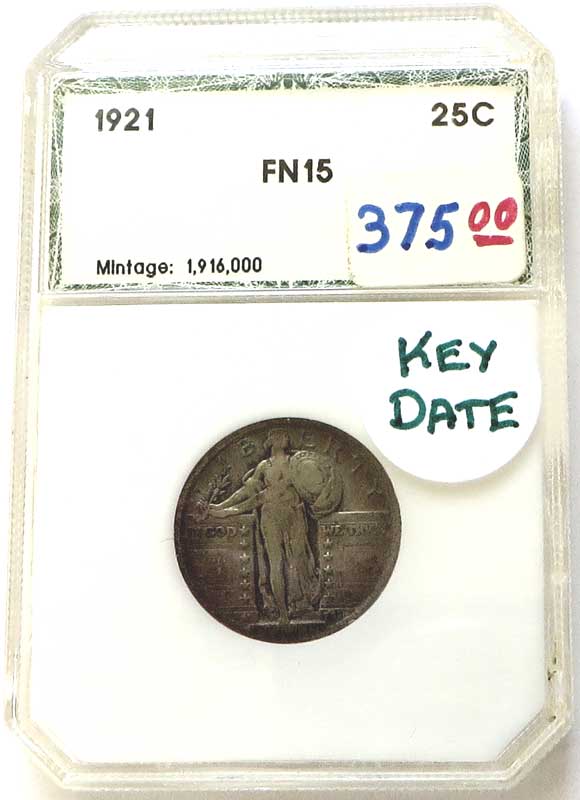 1921 25C
FN15
375 00
Mintage: 1,916,000
KEY
DATE
LIBERTY
IN GOD WE TRUST